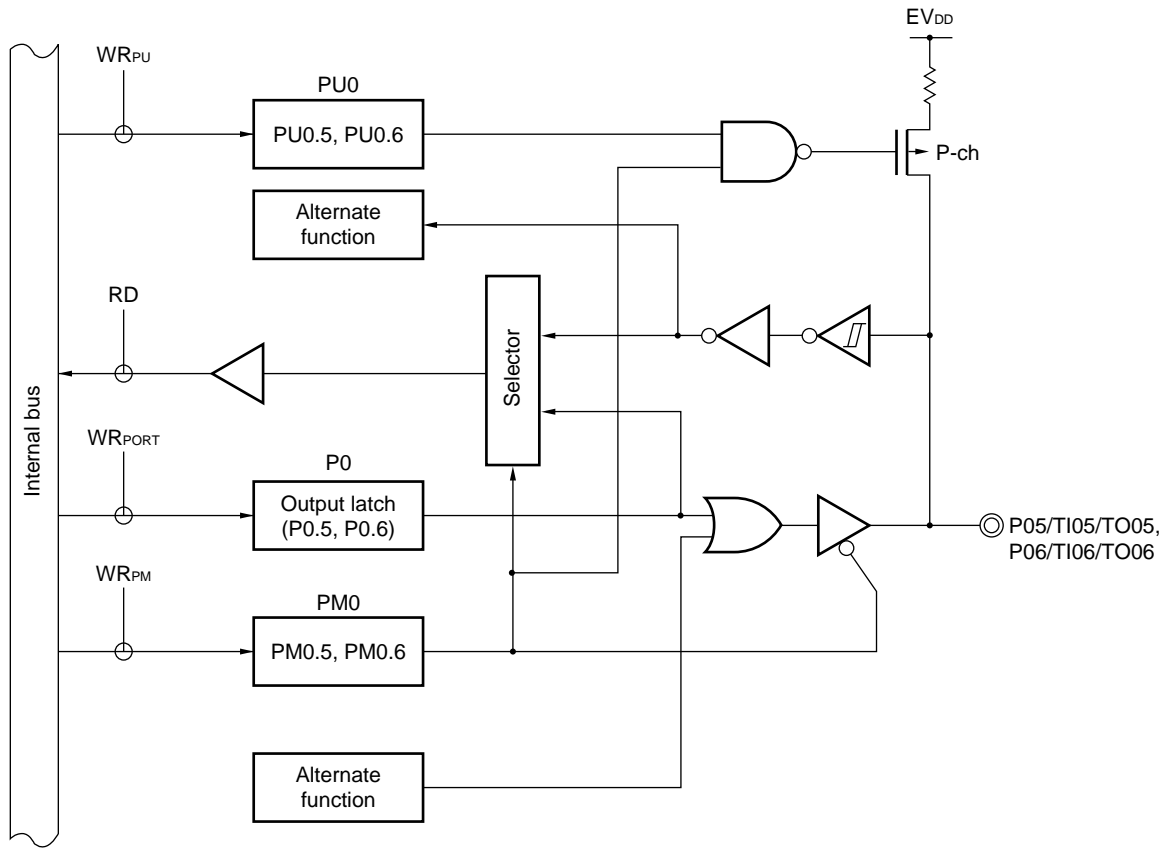 EVDD
WRPU
PU0
PU0.5, PU0.6
P-ch
Alternate
function
RD
Selector
Internal bus
WRPORT
P0
Output latch
(P0.5, P0.6)
P05/TI05/TO05,
P06/TI06/TO06
WRPM
PM0
PM0.5, PM0.6
Alternate
function